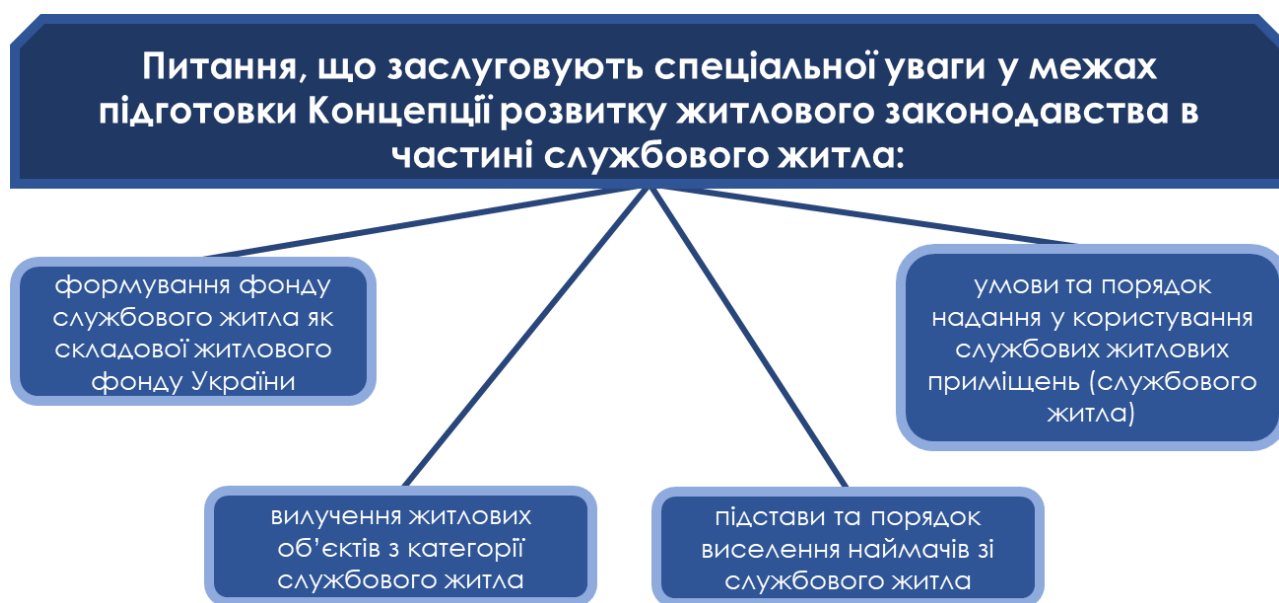 Питання, що заслуговують спеціальної уваги у межах
підготовки Концепції розвитку житлового законодавства в
частині службового житла:
формування фонду
службового житла як
складової житлового
фонду України
умови та порядок
надання у користування
службових житлових
приміщень (службового
житла)
вилучення житлових
об’єктів з категорії
службового житла
підстави та порядок
виселення наймачів зі
службового житла